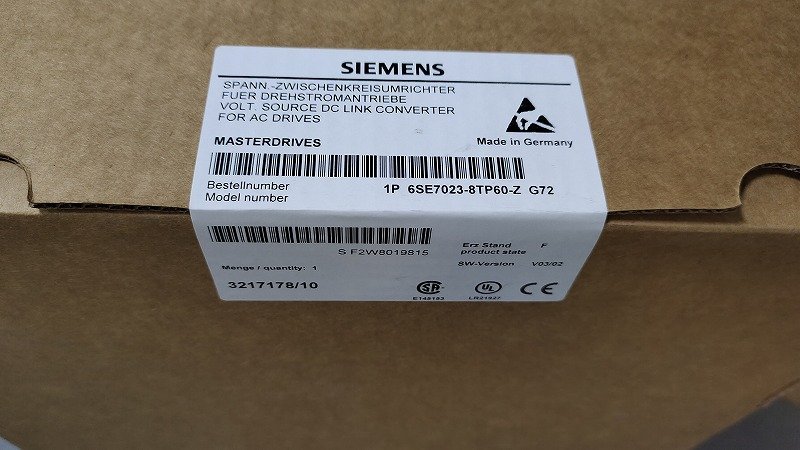 SIEMENS
SPANN.-ZWISCHENKREISUMRICHTER
FUER DREHSTROMANTRIEBE
VOLT. SOURCE DC LINK CONVERTER
FOR AC DRIVES
MASTERDRIVES
Made in Germany
Bestellnumber
Model number
1P 6SE7023-8TP60-Z G72
S F2W8019815
Erz Stand F
product state
SW-Version V03/02
Menge / quantity: 1
3217178/10
SA
UL
CE